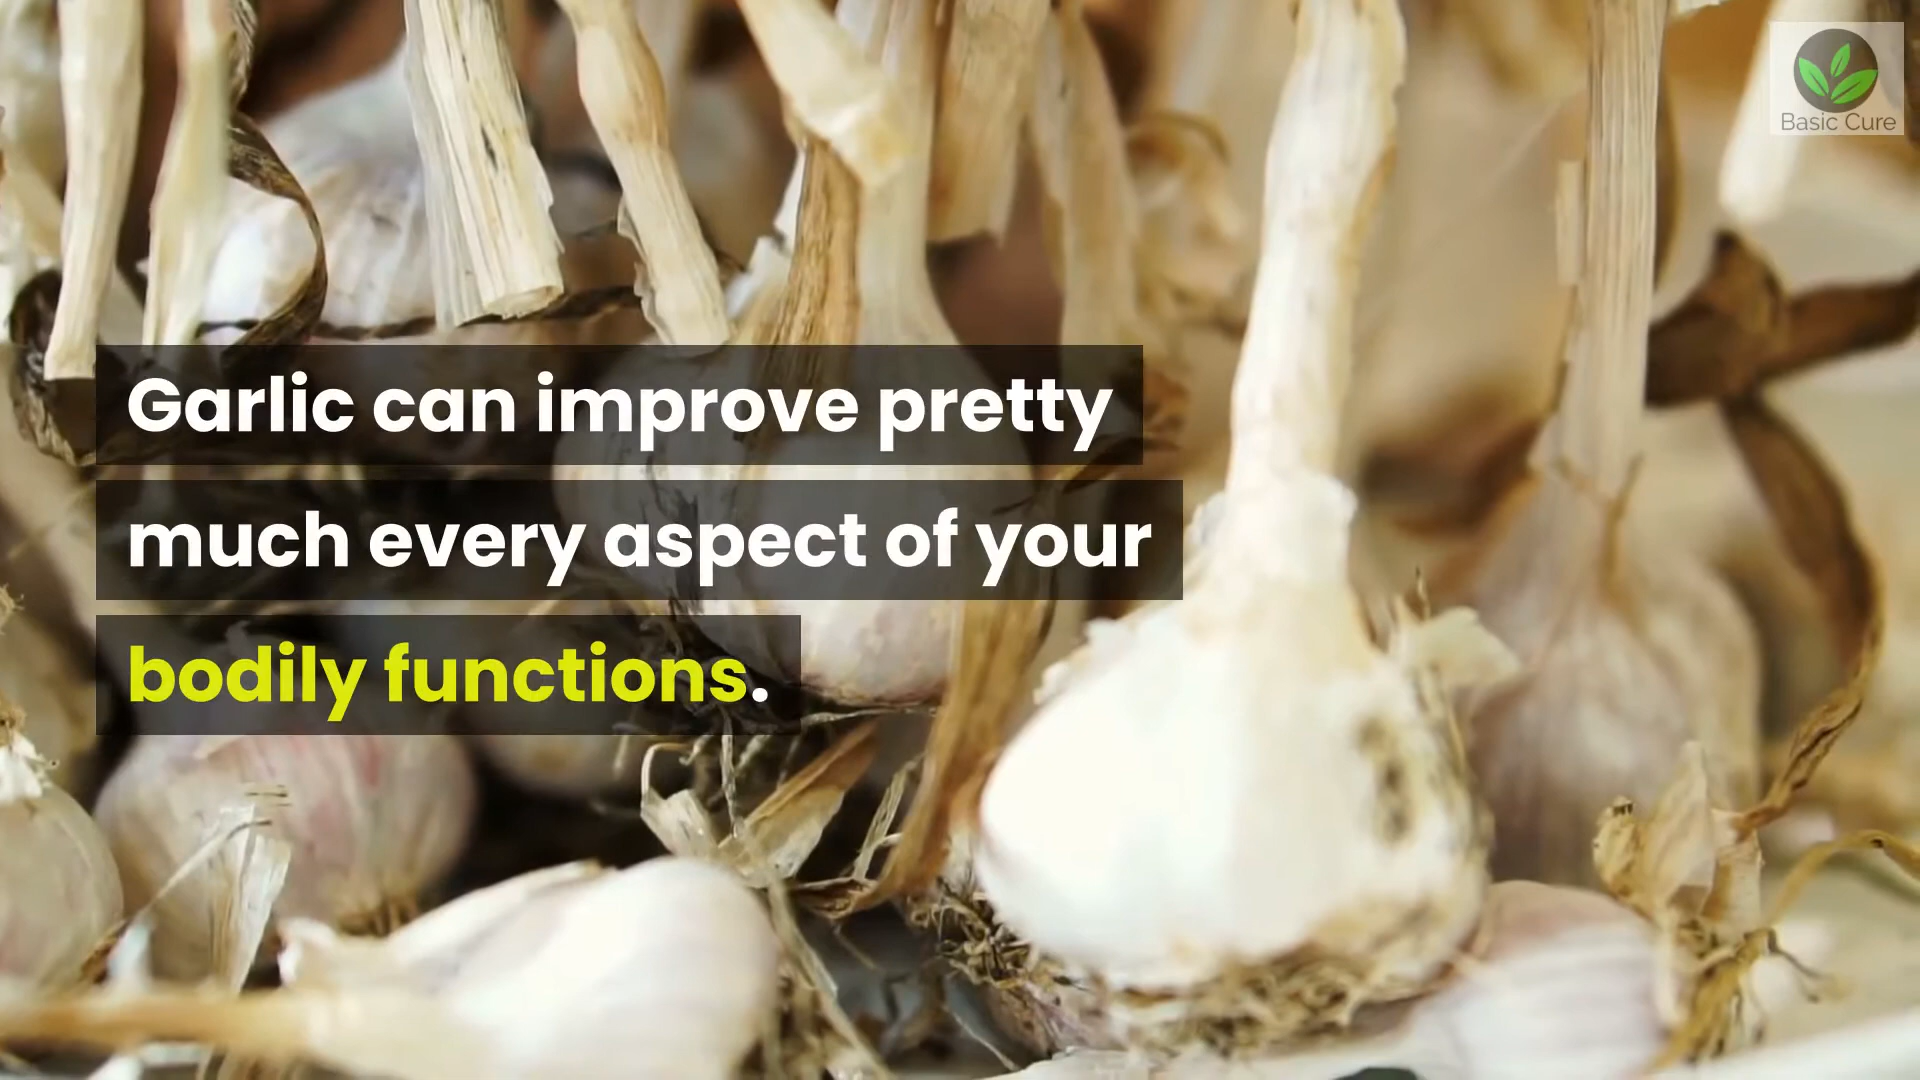 Basic Cure
Garlic can improve pretty
much every aspect of your
bodily functions.